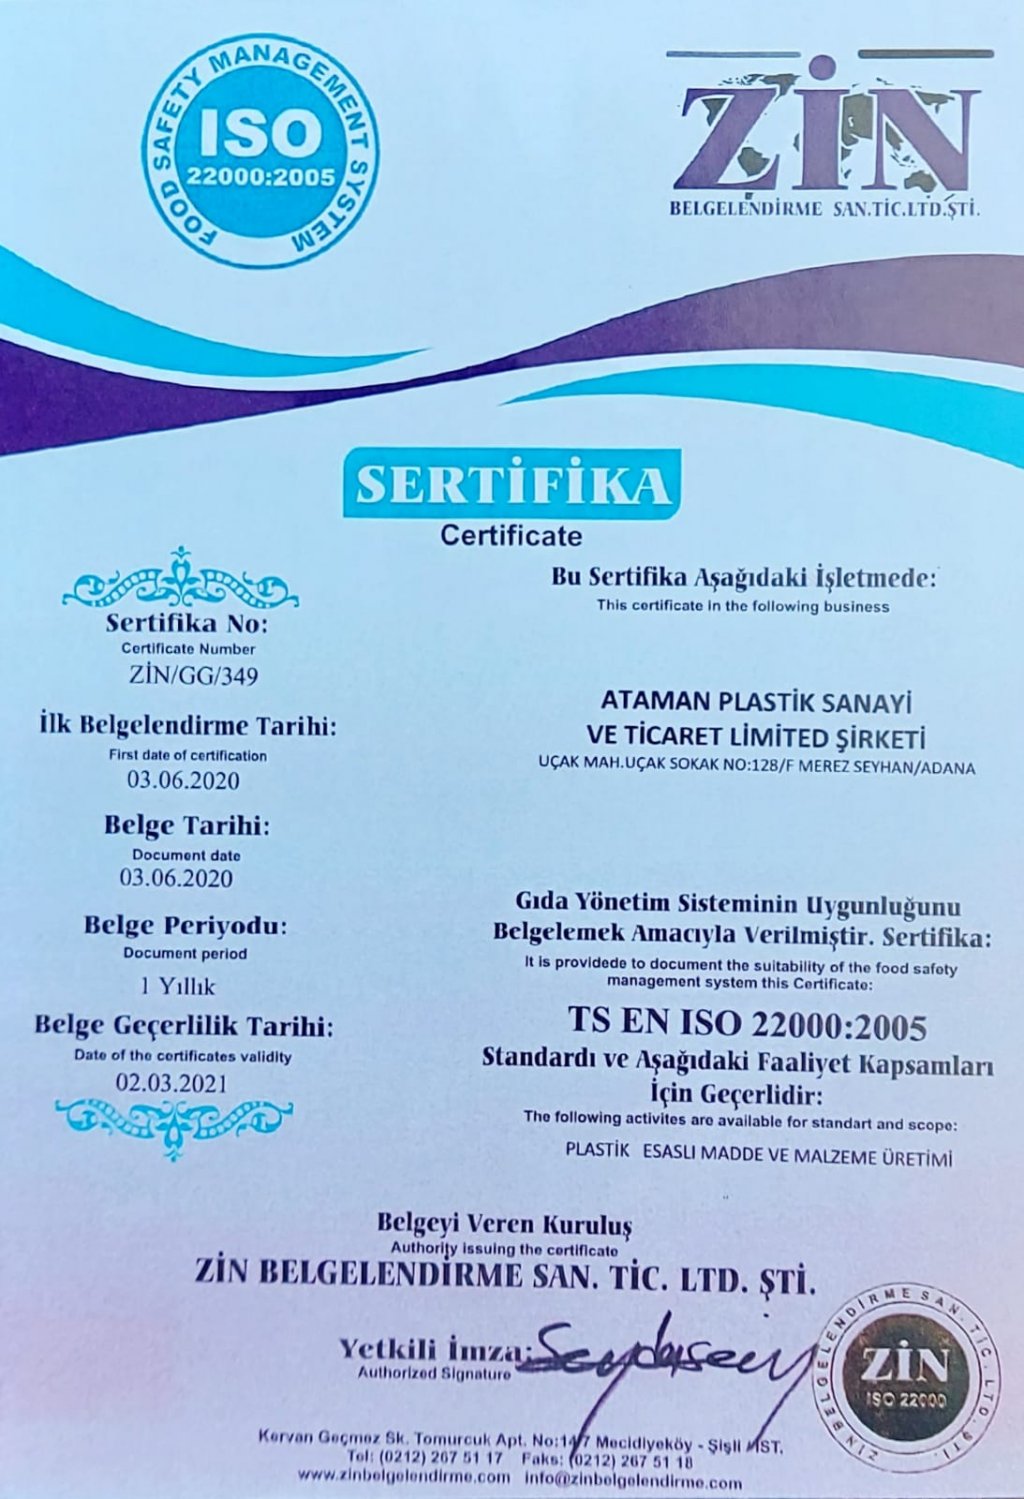 FOOD SAFETY MANAGEMENT SYSTEM
ISO
22000:2005
ZİN
BELGELENDİRME SAN.TİC.LTD.ŞTİ.
SERTİFİKA
Certificate
Sertifika No:
Certificate Number
ZİN/GG/349
İlk Belgelendirme Tarihi:
First date of certification
03.06.2020
Belge Tarihi:
Document date
03.06.2020
Belge Periyodu:
Document period
1 Yıllık
Belge Geçerlilik Tarihi:
Date of the certificates validity
02.03.2021
Bu Sertifika Aşağıdaki İşletmede:
This certificate in the following business
ATAMAN PLASTİK SANAYİ
VE TİCARET LİMİTED ŞİRKETİ
UÇAK MAH.UÇAK SOKAK NO:128/F MEREZ SEYHAN/ADANA
Gıda Yönetim Sisteminin Uygunluğunu
Belgelemek Amacıyla Verilmiştir. Sertifika:
It is providede to document the suitability of the food safety
management system this Certificate:
TS EN ISO 22000:2005
Standardı ve Aşağıdaki Faaliyet Kapsamları
İçin Geçerlidir:
The following activites are available for standart and scope:
PLASTİK ESASLI MADDE VE MALZEME ÜRETİMİ
Belgeyi Veren Kuruluş
Authority issuing the certificate
ZİN BELGELENDİRME SAN. TİC. LTD. ŞTİ.
Yetkili İmza:
Authorized Signature
ZİN BELGELENDİRME SAN. TİC. LTD. ŞTİ.
ZİN
ISO 22000
Kervan Geçmez Sk. Tomurcuk Apt. No:14/7 Mecidiyeköy - Şişli /İST.
Tel: (0212) 267 51 17 Faks: (0212) 267 51 18
www.zinbelgelendirme.com info@zinbelgelendirme.com